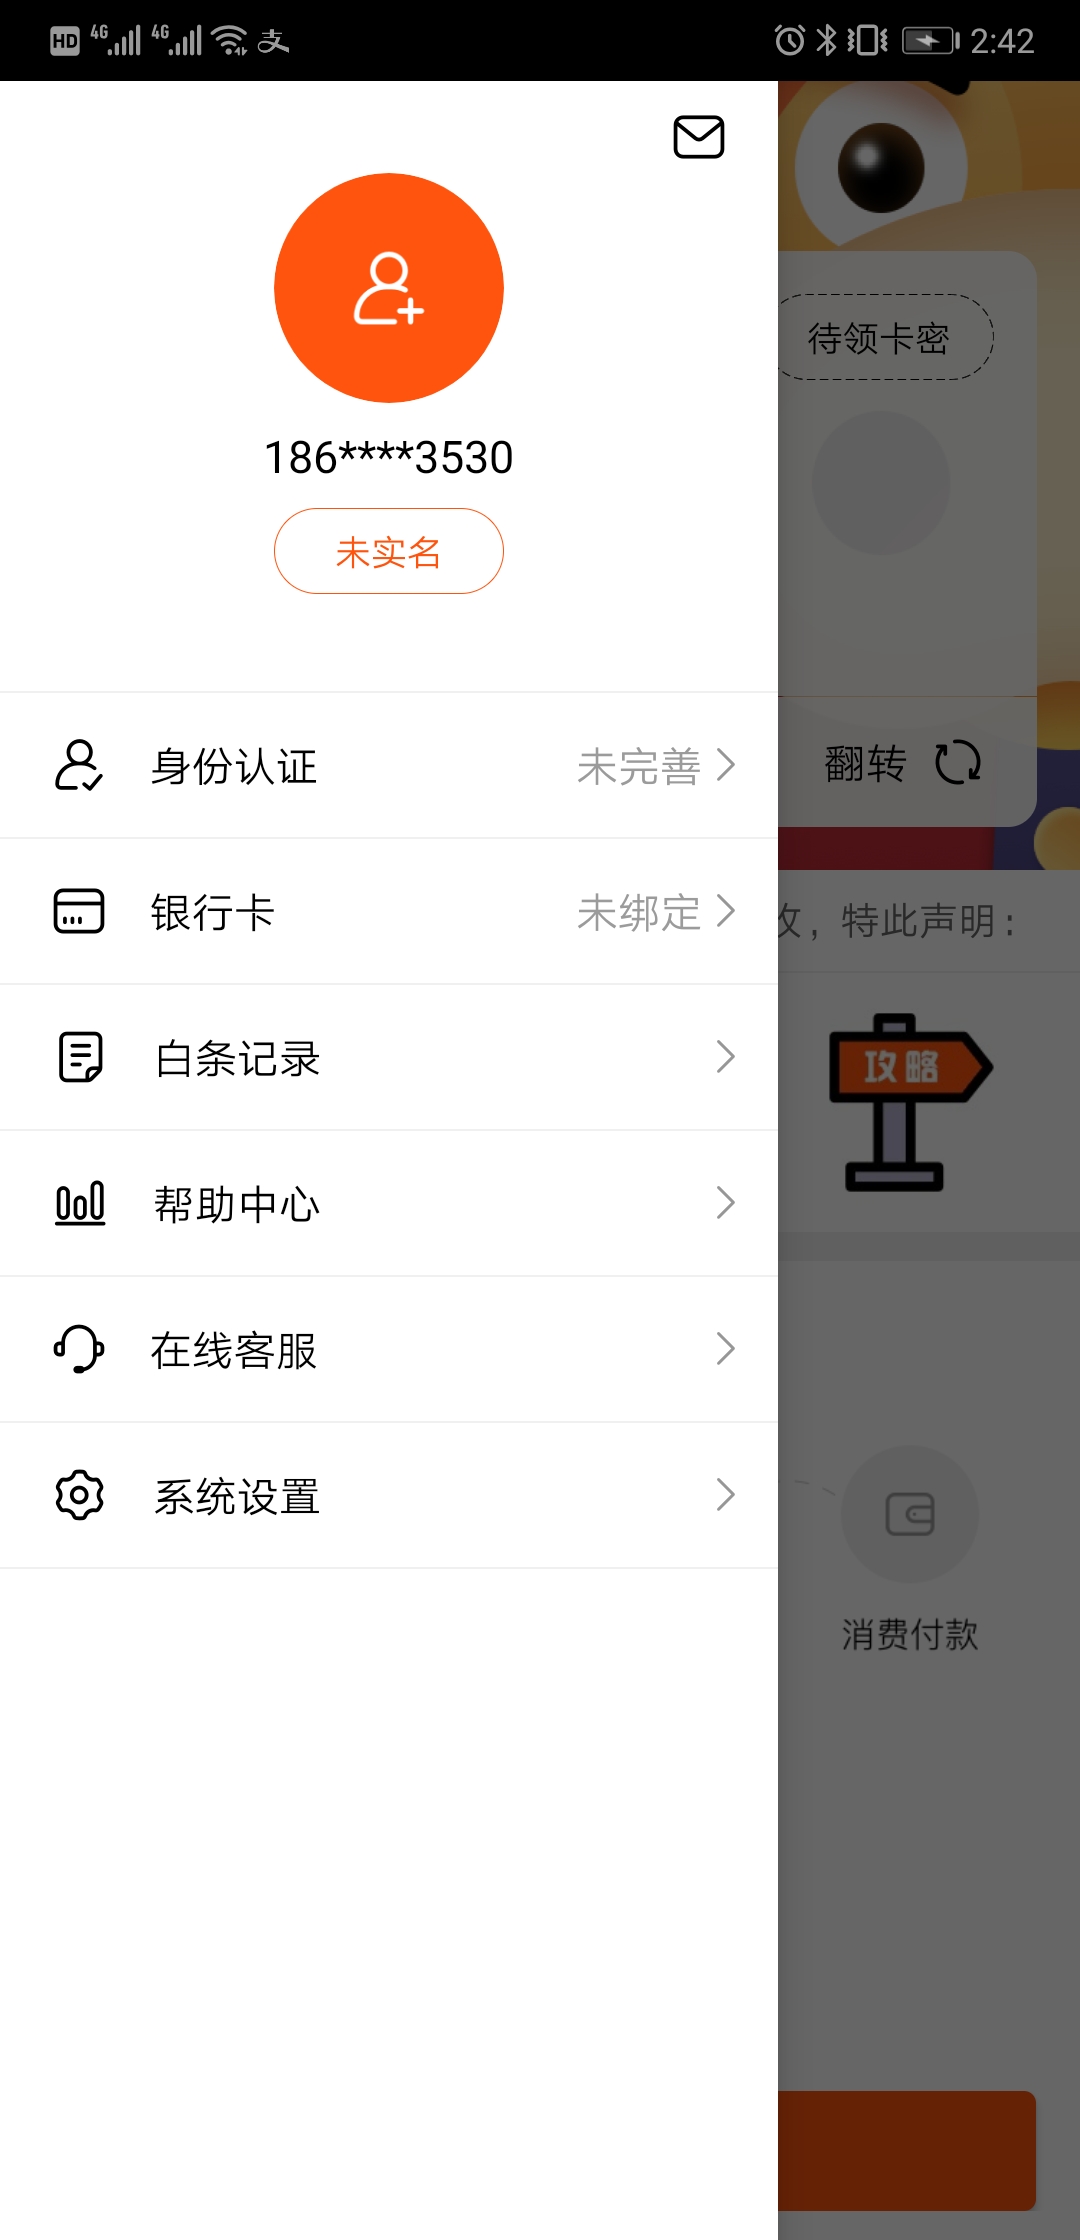 HD 4G 4G 支 2:42
待领卡密
186****3530
未实名
身份认证 未完善
翻转
银行卡 未绑定
，特此声明：
白条记录
攻略
帮助中心
在线客服
系统设置
消费付款